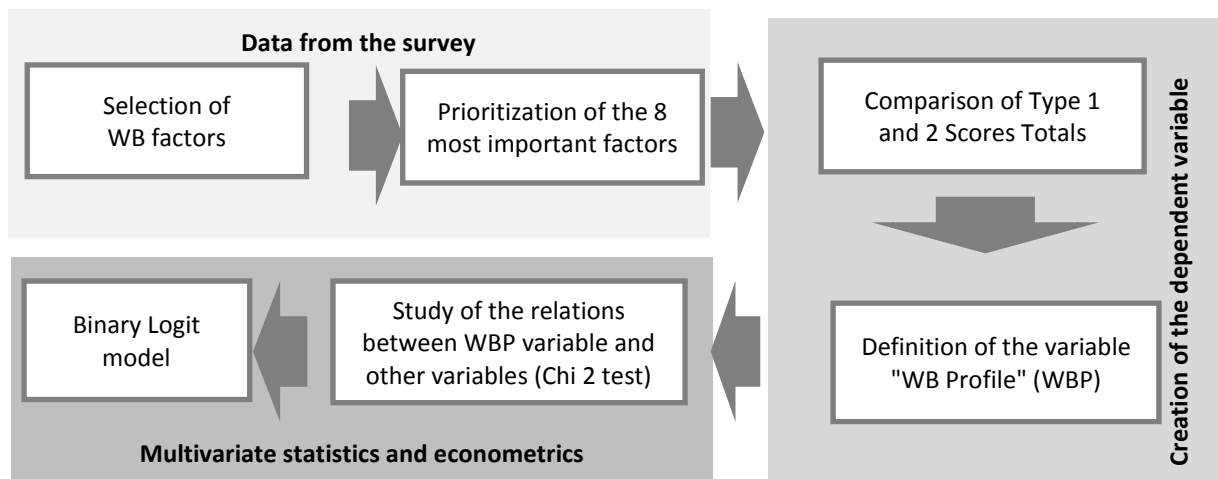 Data from the survey
Selection of
WB factors
Prioritization of the 8
most important factors
Comparison of Type 1
and 2 Scores Totals
Definition of the variable
"WB Profile" (WBP)
Creation of the dependent variable
Study of the relations
between WBP variable and
other variables (Chi 2 test)
Binary Logit
model
Multivariate statistics and econometrics